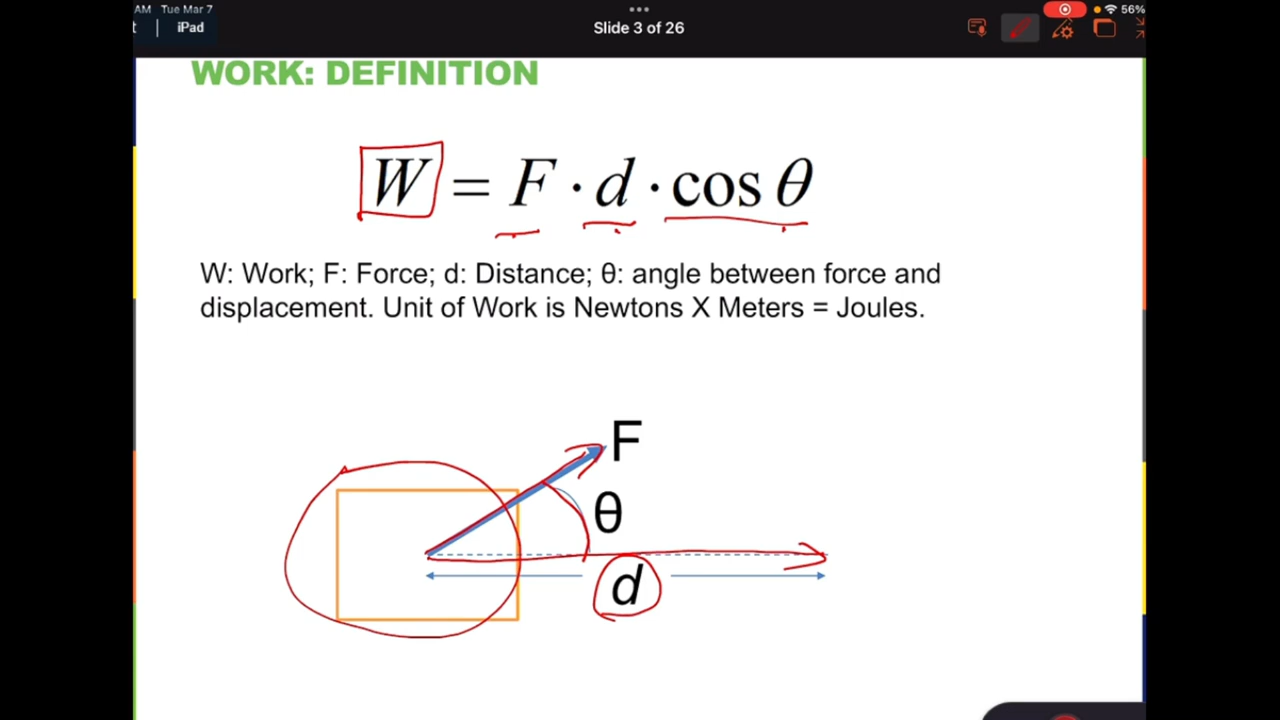 AM Tue Mar 7
56%
t | iPad
Slide 3 of 26
WORK: DEFINITION
W = F · d · cos θ
W: Work; F: Force; d: Distance; θ: angle between force and
displacement. Unit of Work is Newtons X Meters = Joules.
F
θ
d